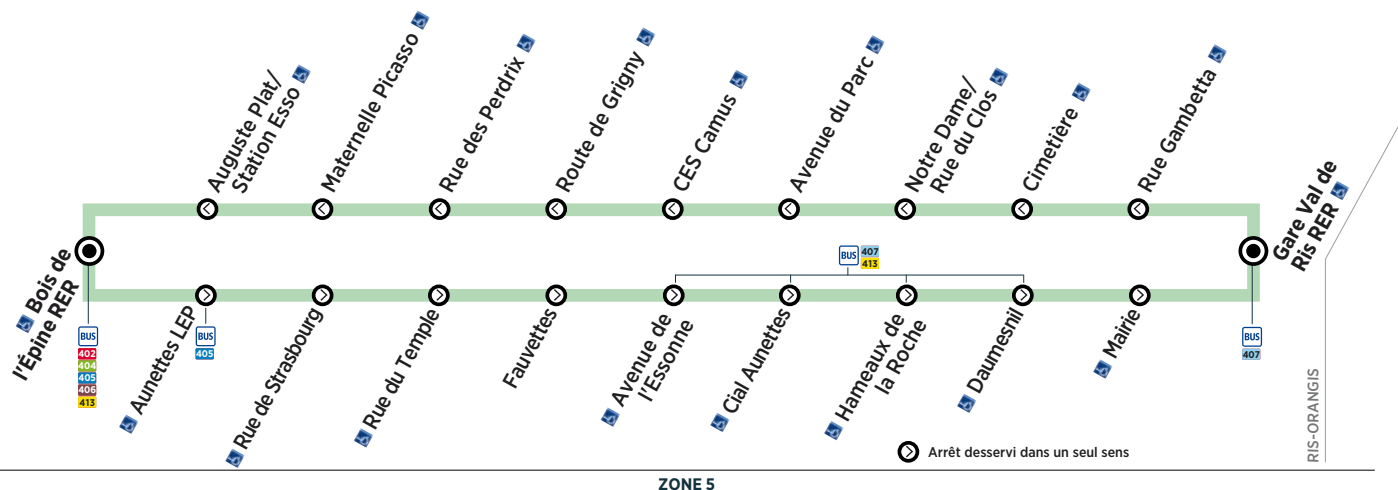 Auguste Plat/
Station Esso
Maternelle Picasso
Rue des Perdrix
Route de Grigny
CES Camus
Avenue du Parc
Notre Dame/
Rue du Clos
Cimetière
Rue Gambetta
Gare Val de
Ris RER
Bois de
l'Épine RER
BUS
402
404
405
406
413
Aunettes LEP
BUS
405
Rue de Strasbourg
Rue du Temple
Fauvettes
BUS
407
413
Avenue de
l'Essonne
Cial Aunettes
Hameaux de
la Roche
Daumesnil
Mairie
BUS
407
RIS-ORANGIS
Arrêt desservi dans un seul sens
ZONE 5